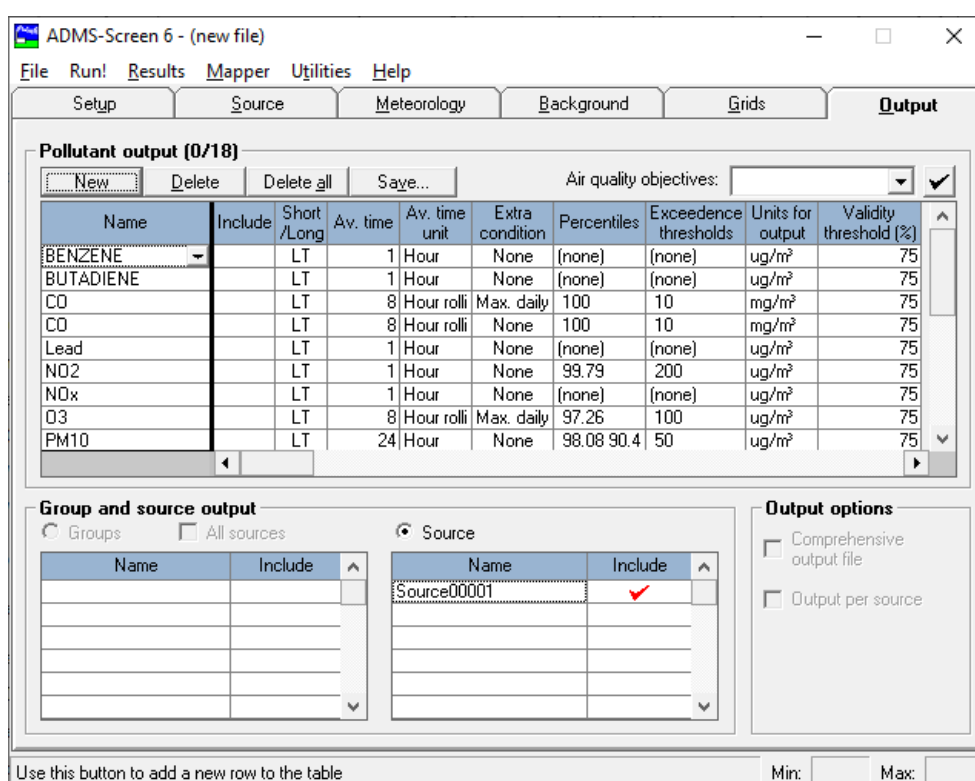 ADMS-Screen 6 - (new file)
File Run! Results Mapper Utilities Help
Setup Source Meteorology Background Grids Output
Pollutant output (0/18)
New Delete Delete all Save... Air quality objectives:
Name Include Short /Long Av. time Av. time unit Extra condition Percentiles Exceedence thresholds Units for output Validity threshold (%)
BENZENE LT 1 Hour None (none) (none) ug/m³ 75
BUTADIENE LT 1 Hour None (none) (none) ug/m³ 75
CO LT 8 Hour rolli Max. daily 100 10 mg/m³ 75
CO LT 8 Hour rolli None 100 10 mg/m³ 75
Lead LT 1 Hour None (none) (none) ug/m³ 75
NO2 LT 1 Hour None 99.79 200 ug/m³ 75
NOx LT 1 Hour None (none) (none) ug/m³ 75
O3 LT 8 Hour rolli Max. daily 97.26 100 ug/m³ 75
PM10 LT 24 Hour None 98.08 90.4 50 ug/m³ 75
Group and source output
Groups All sources Source
Name Include
Name Include
Source00001
Output options
Comprehensive output file
Output per source
Use this button to add a new row to the table Min: Max: